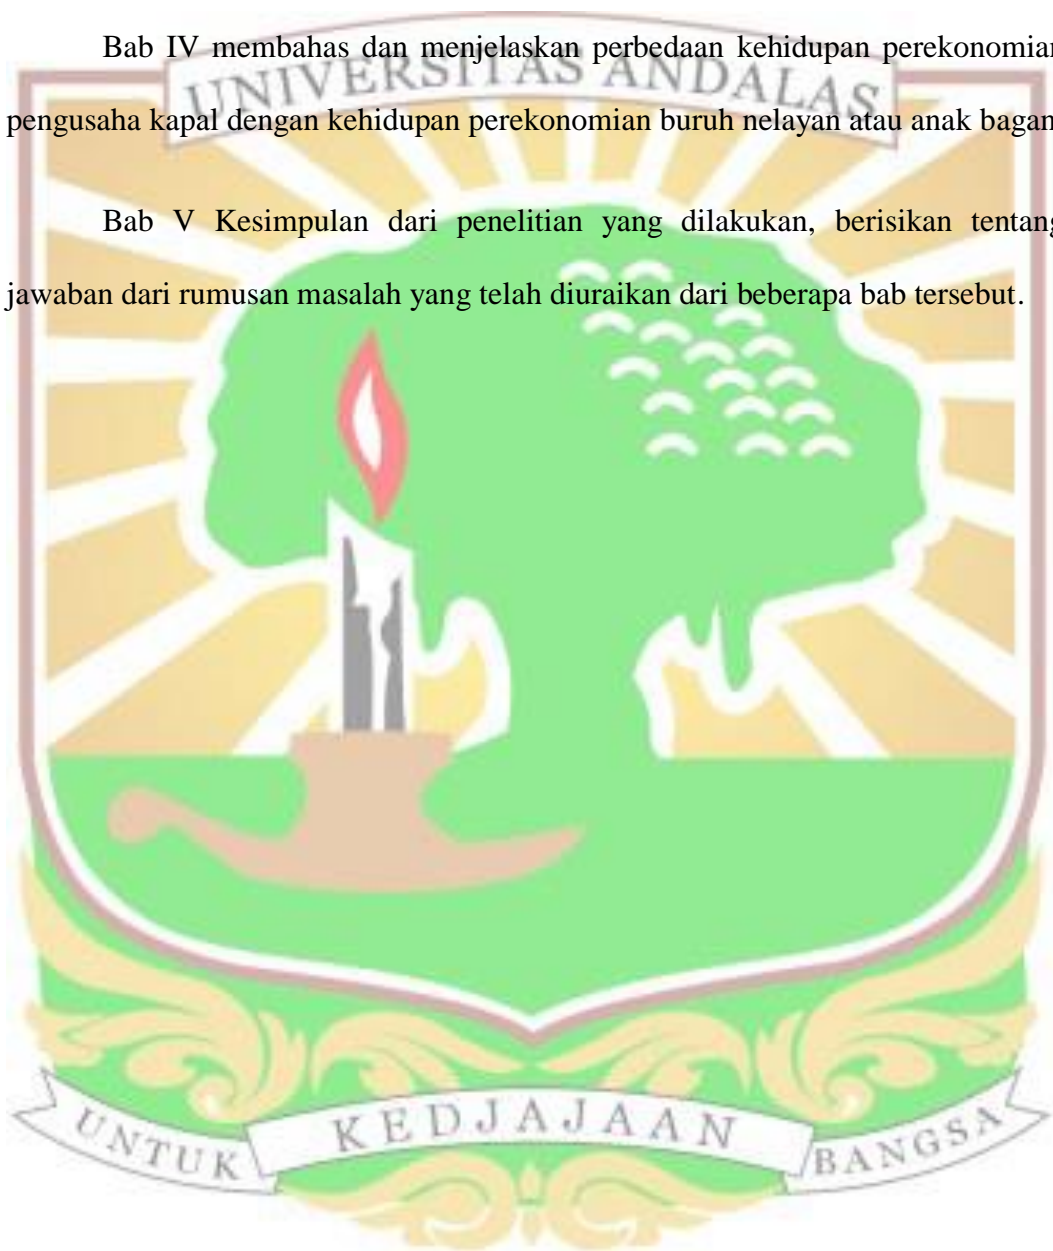 Bab IV membahas dan menjelaskan perbedaan kehidupan perekonomian
UNIVERSITAS ANDALAS
pengusaha kapal dengan kehidupan perekonomian buruh nelayan atau anak bagan
Bab V Kesimpulan dari penelitian yang dilakukan, berisikan tentang
jawaban dari rumusan masalah yang telah diuraikan dari beberapa bab tersebut.
UNTUK KEDJAJAAN BANGSA